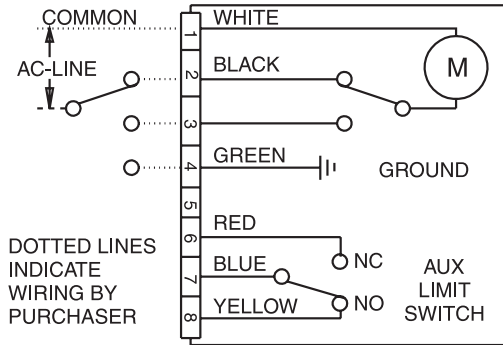 COMMON
1
WHITE
AC-LINE
M
2
BLACK
3
4
GREEN
GROUND
5
6
RED
NC
DOTTED LINES
INDICATE
WIRING BY
PURCHASER
7
BLUE
8
YELLOW
NO
AUX
LIMIT
SWITCH